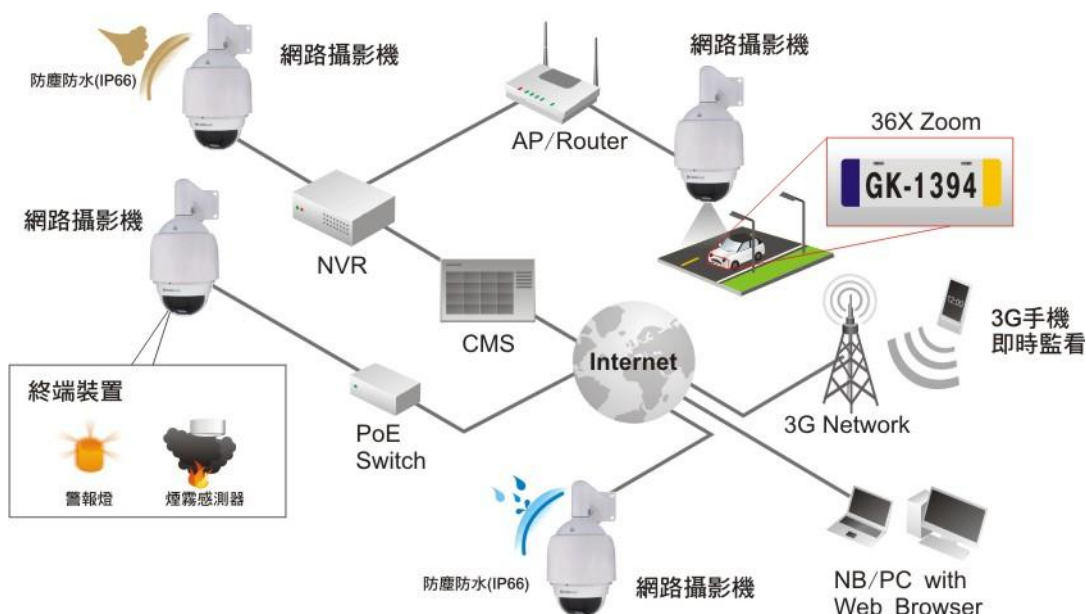 防塵防水(IP66)
網路攝影機
AP/Router
網路攝影機
36X Zoom
GK-1394
網路攝影機
NVR
CMS
Internet
12:00
3G手機
即時監看
3G Network
終端裝置
警報燈
煙霧感測器
PoE
Switch
防塵防水(IP66)
網路攝影機
NB/PC with
Web Browser